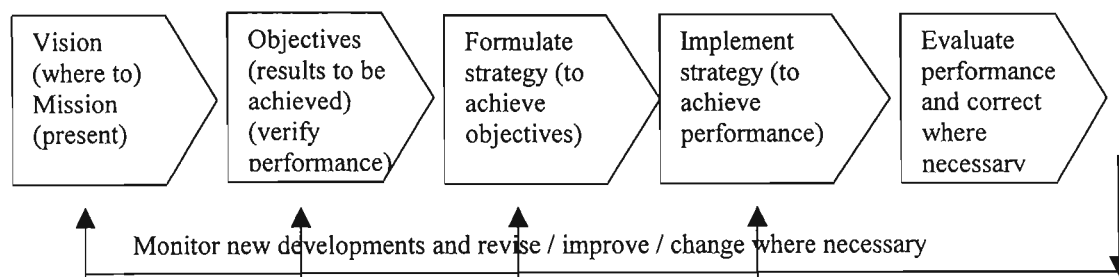 Vision
(where to)
Mission
(present)
Objectives
(results to be
achieved)
(verify
performance)
Formulate
strategy (to
achieve
objectives)
Implement
strategy (to
achieve
performance)
Evaluate
performance
and correct
where
necessary
Monitor new developments and revise / improve / change where necessary